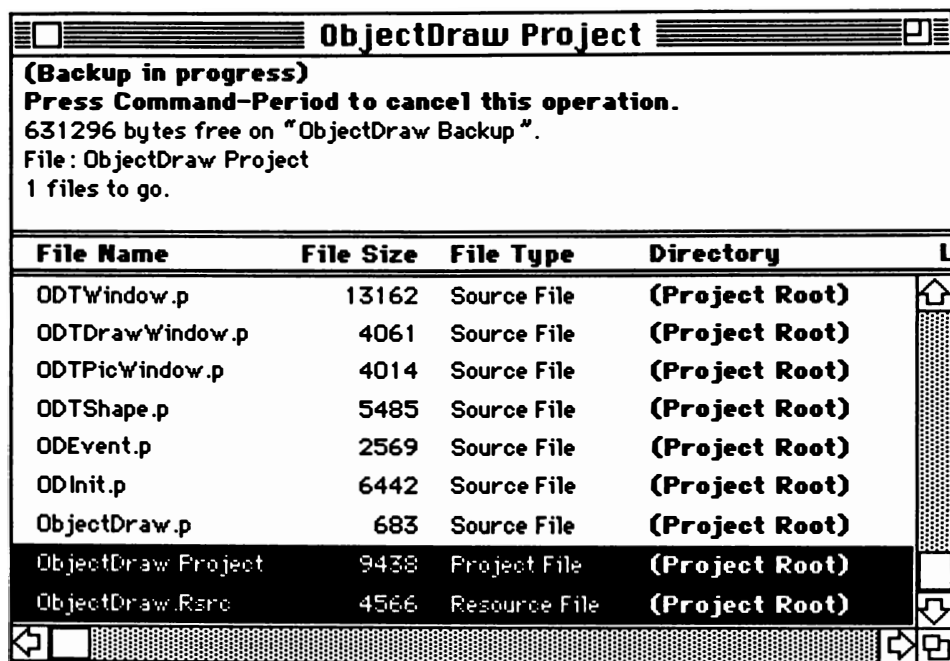 ObjectDraw Project
(Backup in progress)
Press Command-Period to cancel this operation.
631296 bytes free on "ObjectDraw Backup".
File: ObjectDraw Project
1 files to go.
File Name File Size File Type Directory L
ODTWindow.p 13162 Source File (Project Root)
ODTDrawWindow.p 4061 Source File (Project Root)
ODTPicWindow.p 4014 Source File (Project Root)
ODTShape.p 5485 Source File (Project Root)
ODEvent.p 2569 Source File (Project Root)
ODInit.p 6442 Source File (Project Root)
ObjectDraw.p 683 Source File (Project Root)
ObjectDraw Project 9438 Project File (Project Root)
ObjectDraw.Rsrc 4566 Resource File (Project Root)